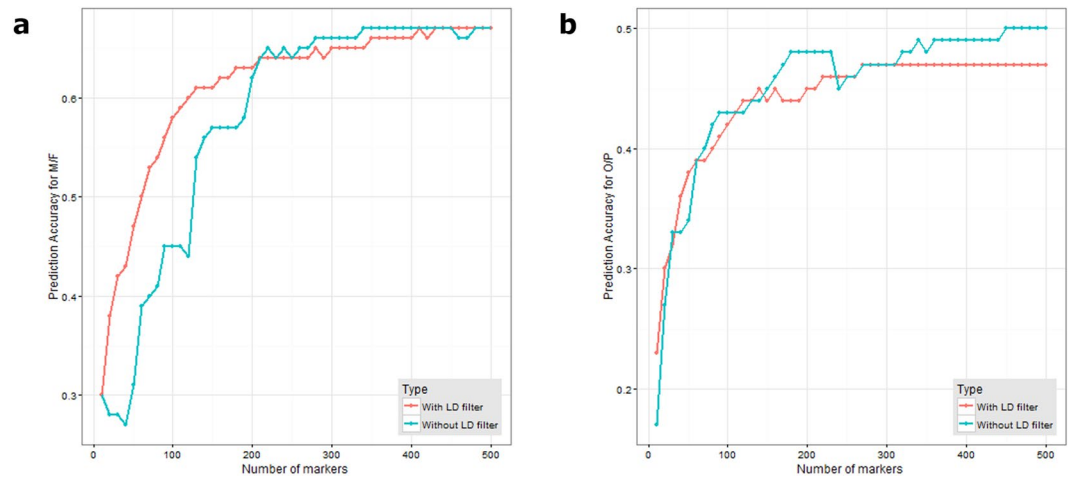 a
Prediction Accuracy for M/F
0.6
0.5
0.4
0.3
0 100 200 300 400 500
Number of markers
Type
With LD filter
Without LD filter
b
Prediction Accuracy for O/P
0.5
0.4
0.3
0.2
0 100 200 300 400 500
Number of markers
Type
With LD filter
Without LD filter